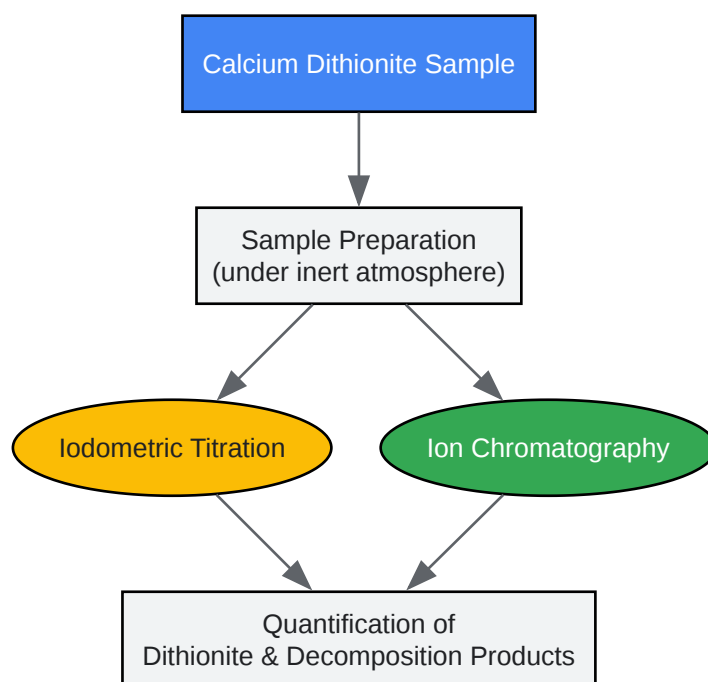 Calcium Dithionite Sample
Sample Preparation
(under inert atmosphere)
Iodometric Titration
Ion Chromatography
Quantification of
Dithionite & Decomposition Products